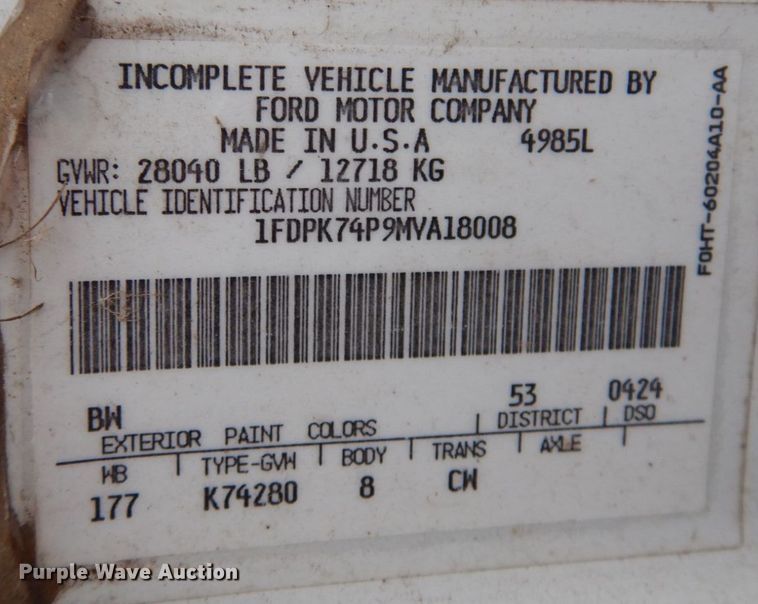 INCOMPLETE VEHICLE MANUFACTURED BY
FORD MOTOR COMPANY
MADE IN U.S.A 4985L
GVWR: 28040 LB / 12718 KG
VEHICLE IDENTIFICATION NUMBER
1FDPK74P9MVA18008
F0HT-60204A10-AA
BW 53 0424
EXTERIOR PAINT COLORS DISTRICT DSO
WB TYPE-GVW BODY TRANS AXLE
177 K74280 8 CW
Purple Wave Auction